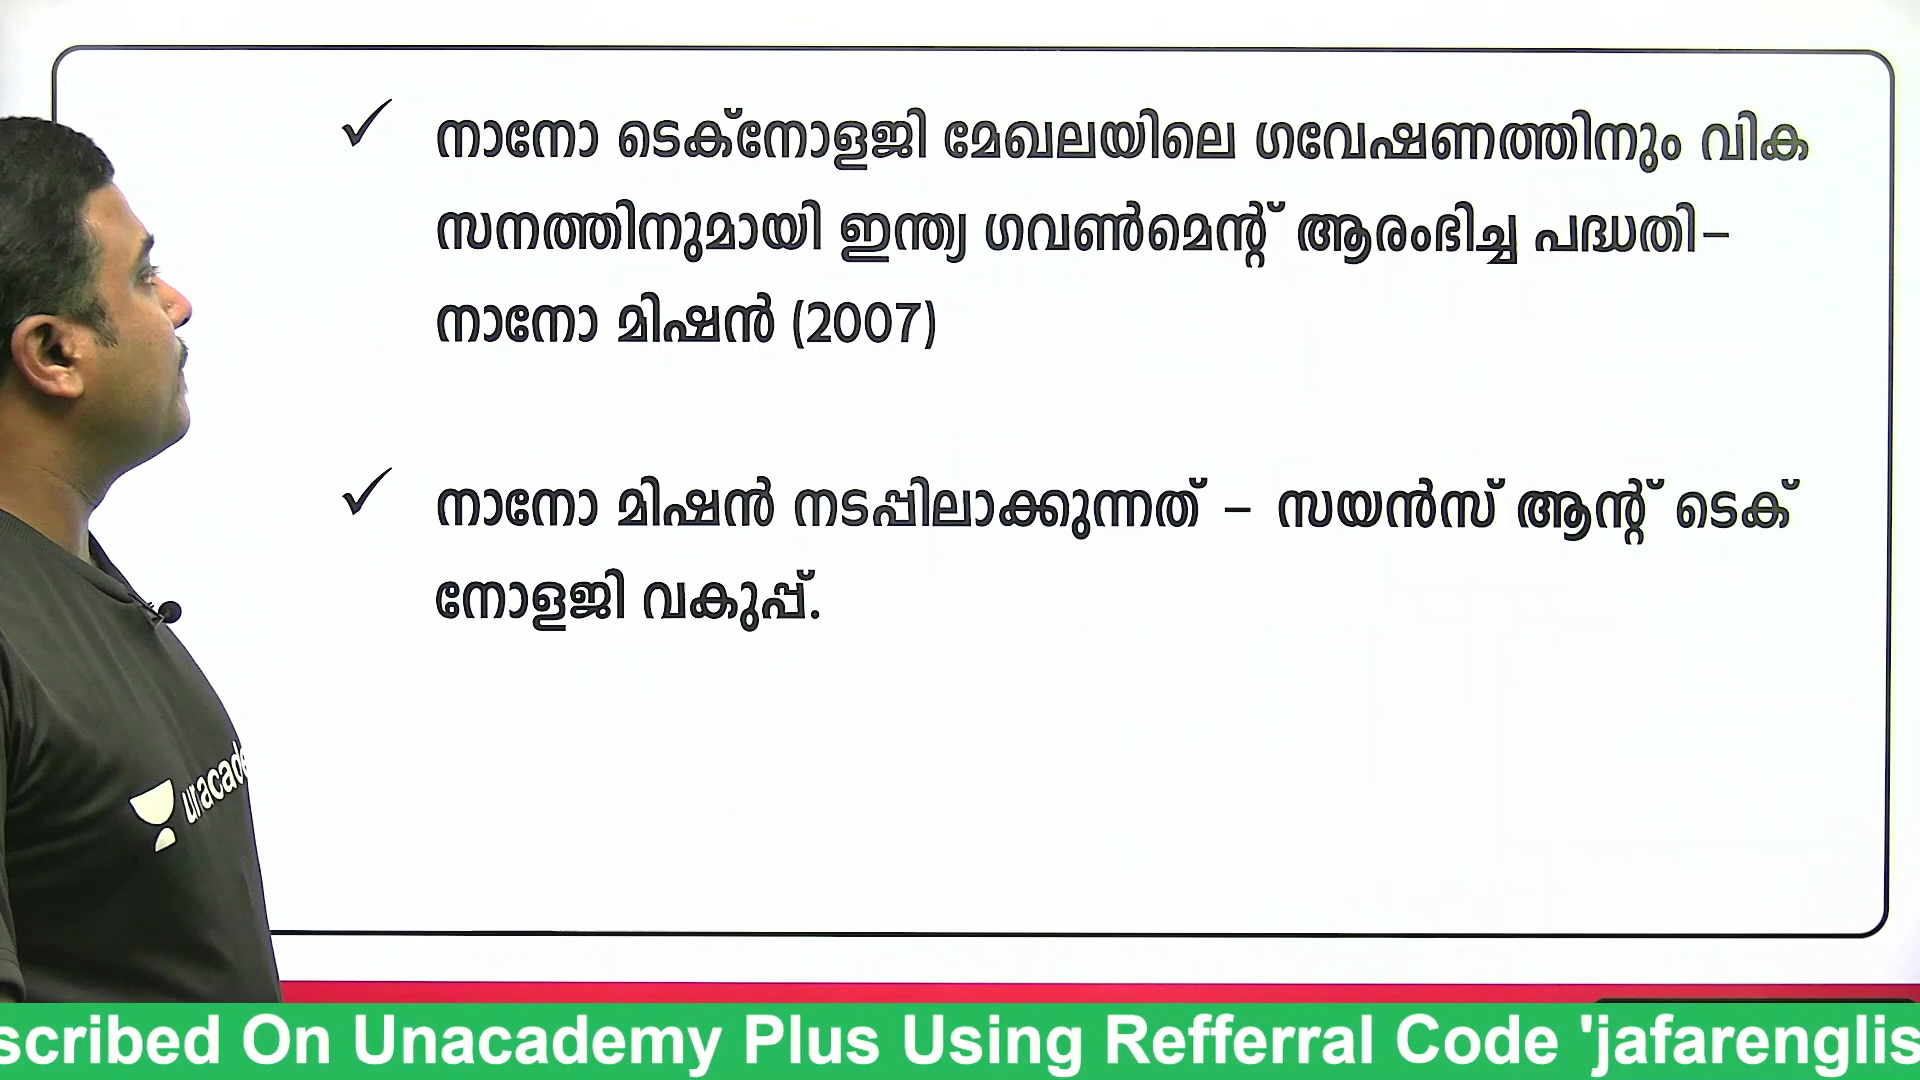 ✓ നാനോ ടെക്നോളജി മേഖലയിലെ ഗവേഷണത്തിനും വിക
സനത്തിനുമായി ഇന്ത്യ ഗവൺമെന്റ് ആരംഭിച്ച പദ്ധതി–
നാനോ മിഷൻ (2007)
✓ നാനോ മിഷൻ നടപ്പിലാക്കുന്നത് – സയൻസ് ആന്റ് ടെക്
നോളജി വകുപ്പ്.
unacade
scribed On Unacademy Plus Using Refferral Code 'jafarenglis